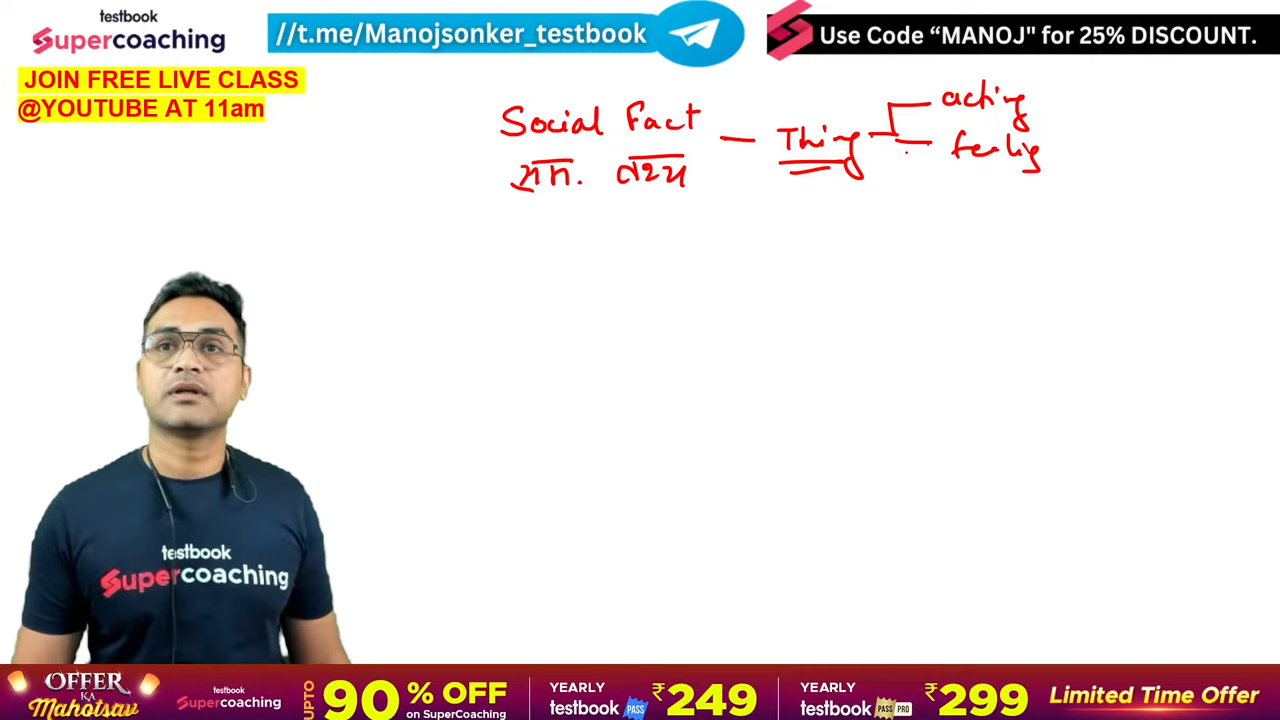 testbook
Supercoaching
//t.me/Manojsonker_testbook
Use Code “MANOJ" for 25% DISCOUNT.
JOIN FREE LIVE CLASS
@YOUTUBE AT 11am
Social Fact — Thing
acting
feelig
सम. तथ्य
testbook
Supercoaching
OFFER
KA
Mahotsav
testbook
Supercoaching
UPTO
90% OFF
on SuperCoaching
YEARLY
testbook PASS
₹249
YEARLY
testbook PASS PRO
₹299
Limited Time Offer